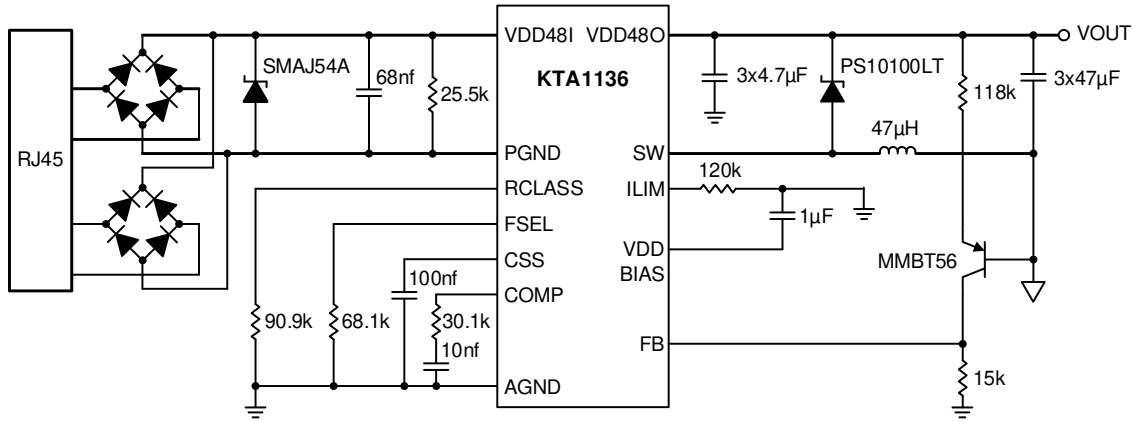 VDD48I VDD48O
VOUT
SMAJ54A
68nf
KTA1136
3x4.7µF
PS10100LT
25.5k
118k
3x47µF
47µH
RJ45
PGND
SW
120k
RCLASS
ILIM
FSEL
1µF
VDD
CSS
BIAS
MMBT56
100nf
COMP
90.9k
68.1k
30.1k
10nf
FB
AGND
15k